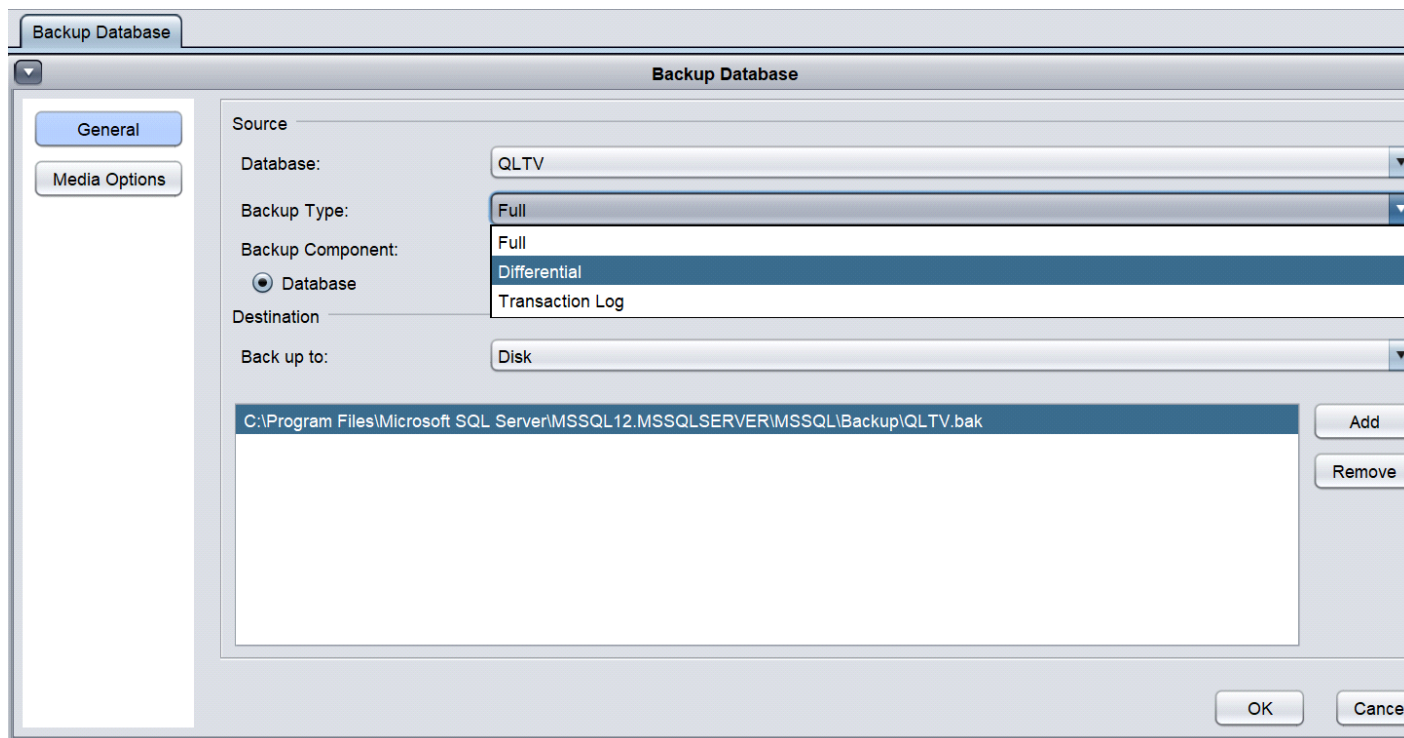 Backup Database
Backup Database
General
Media Options
Source
Database:
QLTV
Backup Type:
Full
Full
Differential
Transaction Log
Backup Component:
Database
Destination
Back up to:
Disk
C:\Program Files\Microsoft SQL Server\MSSQL12.MSSQLSERVER\MSSQL\Backup\QLTV.bak
Add
Remove
OK
Cance